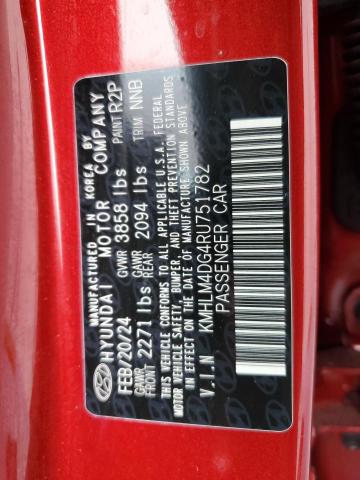 MANUFACTURED IN KOREA BY
HYUNDAI MOTOR COMPANY
FEB/20/24 GVWR 3858 lbs PAINT R2P
GAWR FRONT 2271 lbs GAWR REAR 2094 lbs TRIM NNB
THIS VEHICLE CONFORMS TO ALL APPLICABLE U.S.A. FEDERAL
MOTOR VEHICLE SAFETY, BUMPER, AND THEFT PREVENTION STANDARDS
IN EFFECT ON THE DATE OF MANUFACTURE SHOWN ABOVE
V.I.N KMHLM4DG4RU751782
PASSENGER CAR